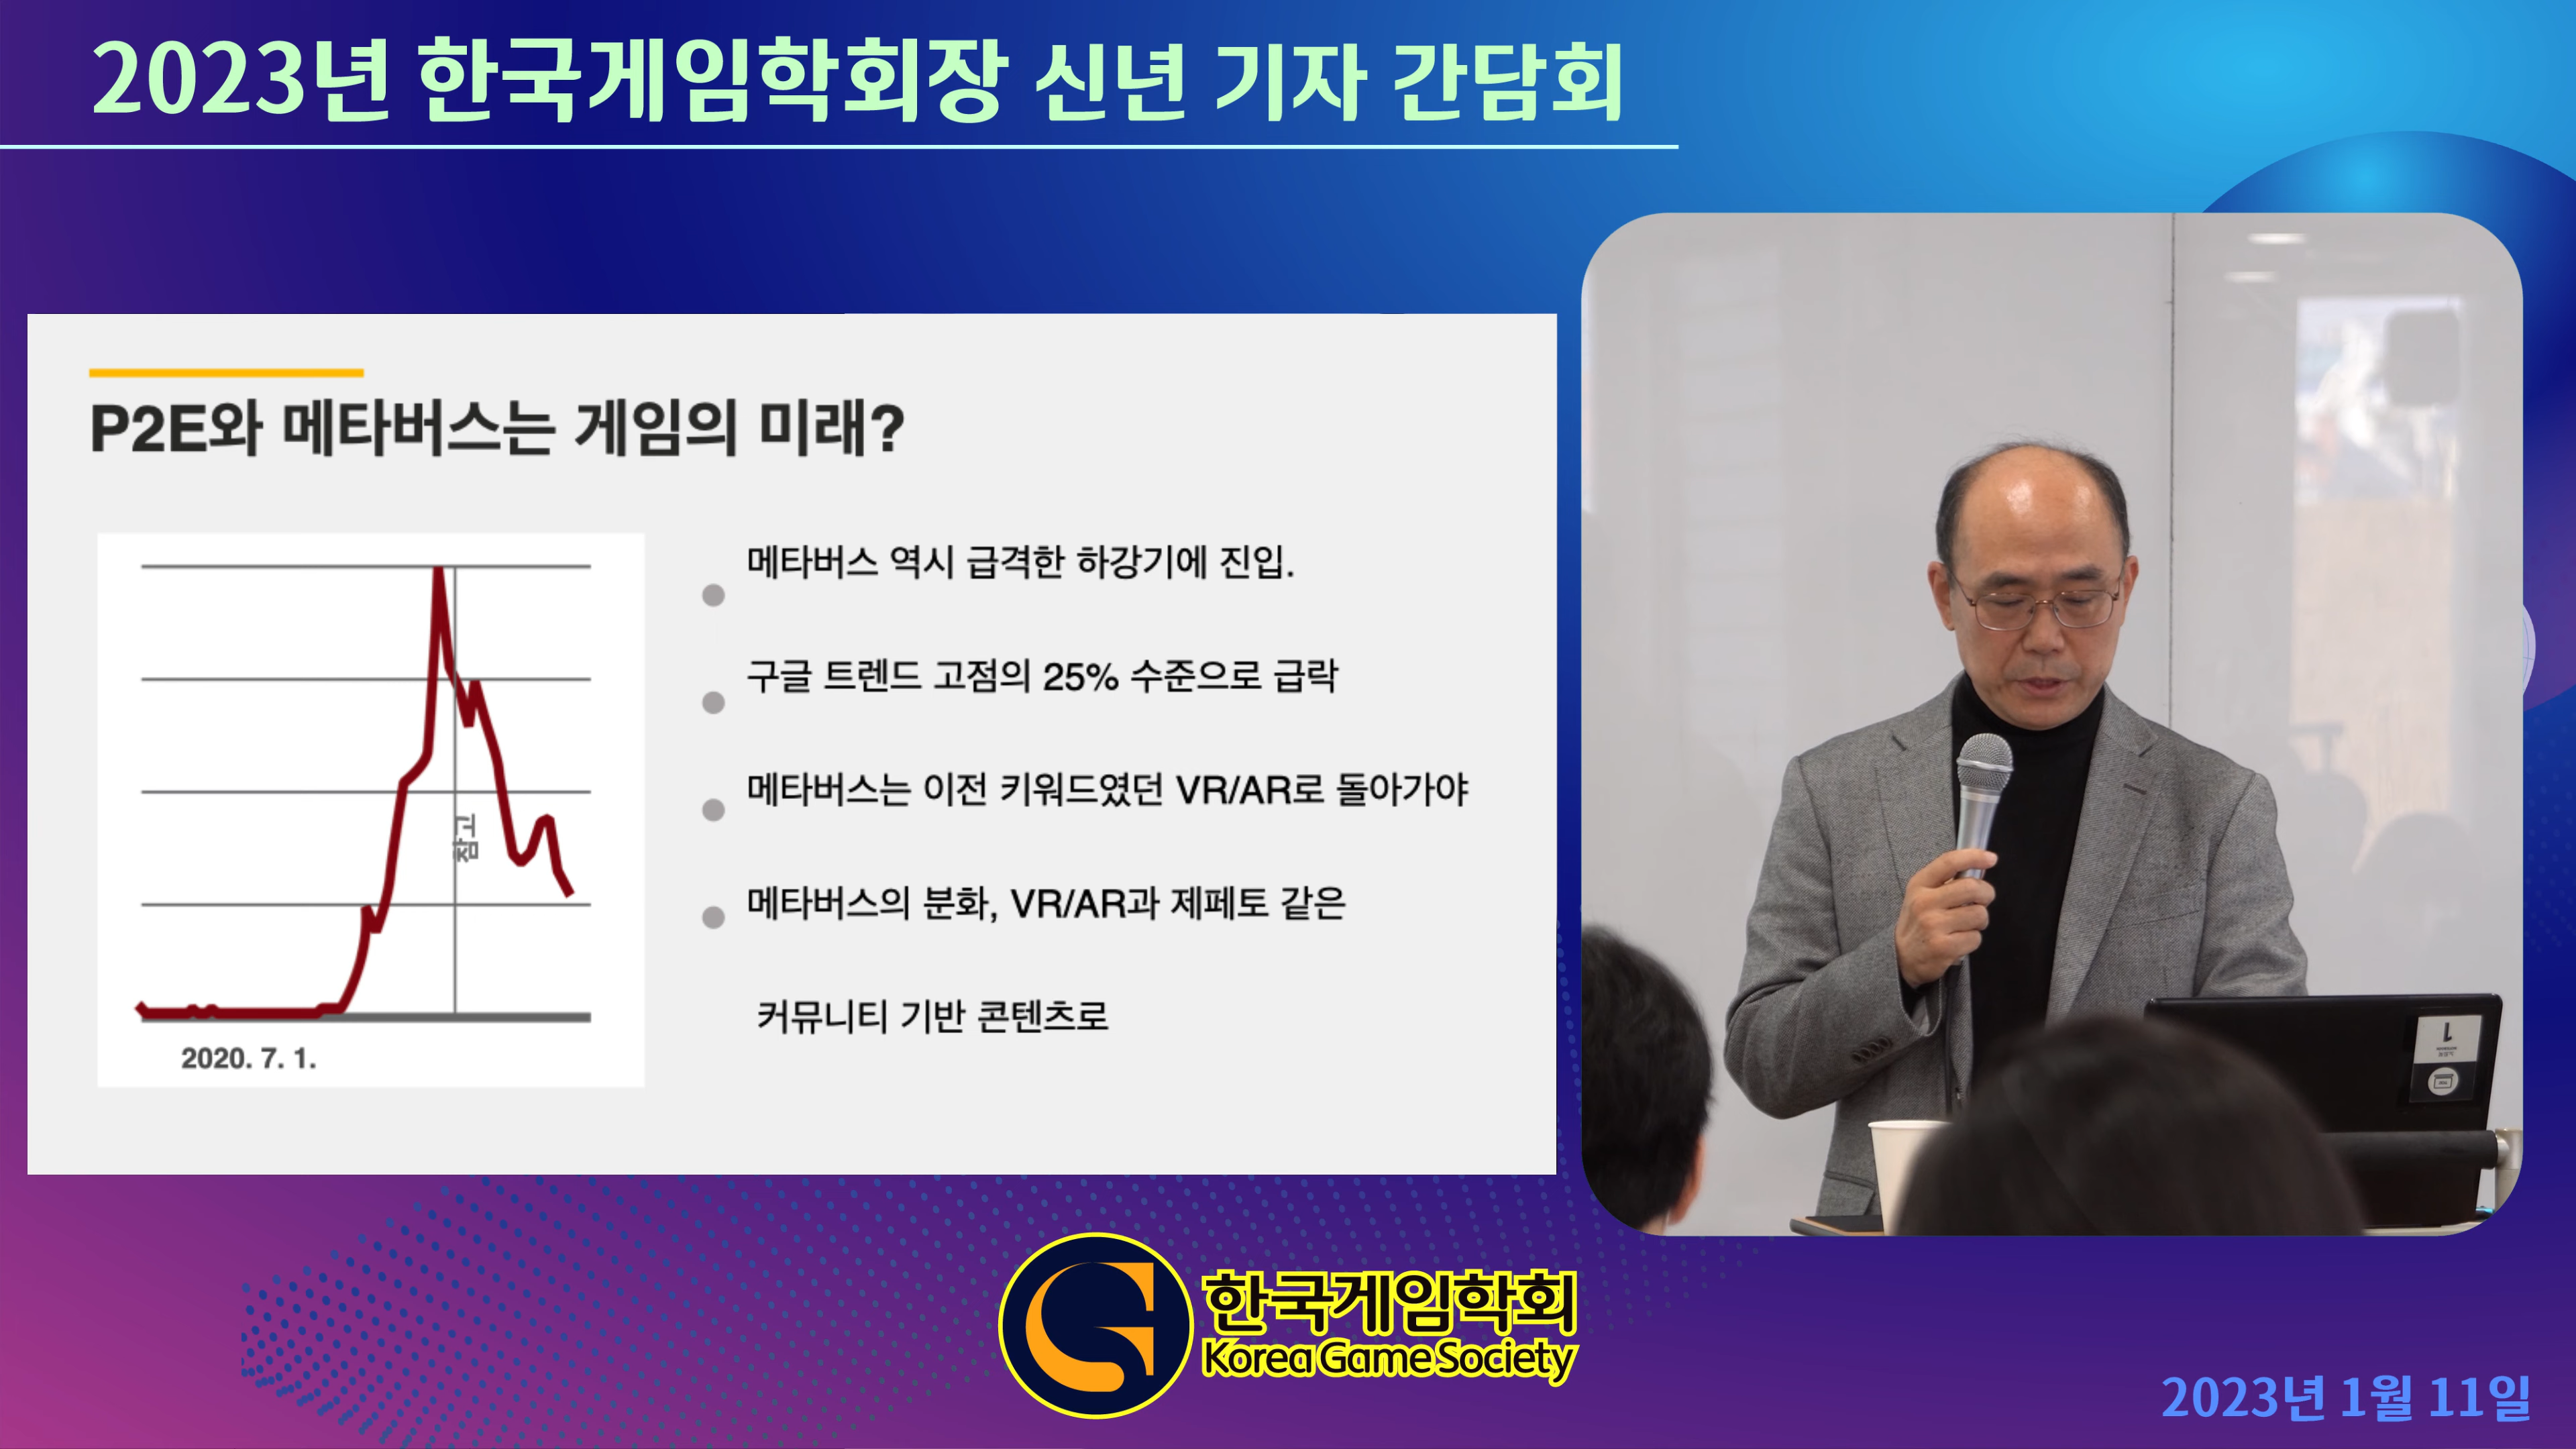 2023년 한국게임학회장 신년 기자 간담회
P2E와 메타버스는 게임의 미래?
메타버스 역시 급격한 하강기에 진입.
구글 트렌드 고점의 25% 수준으로 급락
메타버스는 이전 키워드였던 VR/AR로 돌아가야
메타버스의 분화, VR/AR과 제페토 같은
커뮤니티 기반 콘텐츠로
참고
2020. 7. 1.
한국게임학회
Korea Game Society
2023년 1월 11일